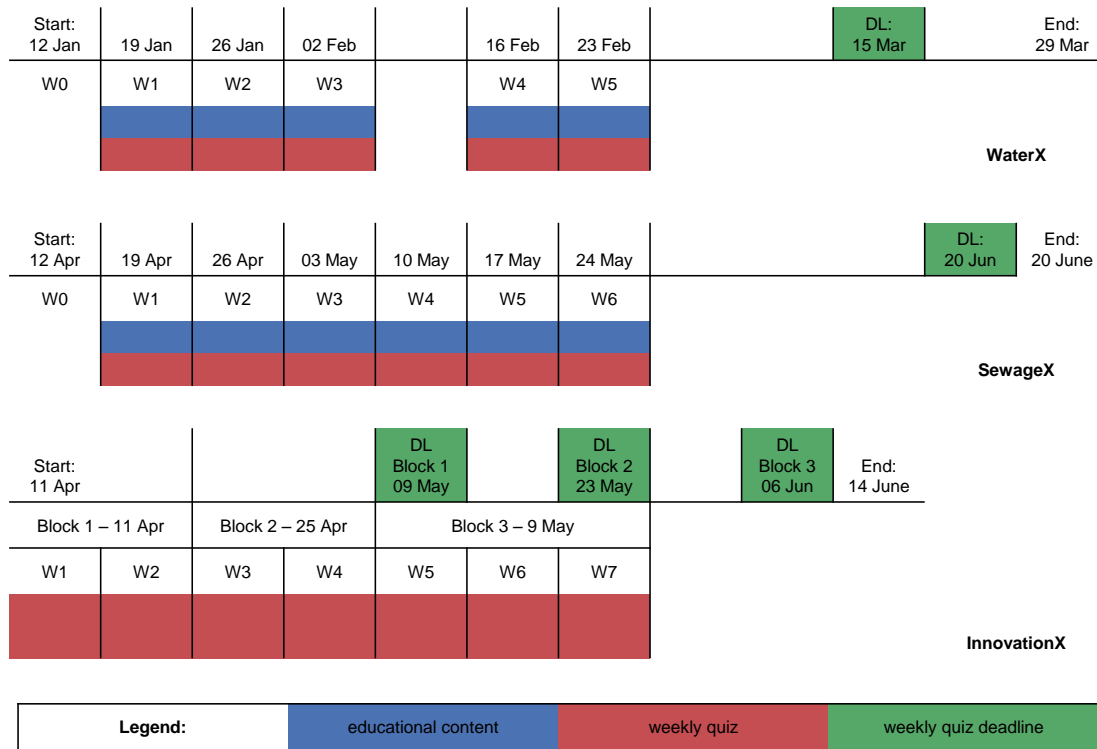 Start:
12 Jan 19 Jan 26 Jan 02 Feb 16 Feb 23 Feb DL:
15 Mar End:
29 Mar
W0 W1 W2 W3 W4 W5
WaterX
Start:
12 Apr 19 Apr 26 Apr 03 May 10 May 17 May 24 May DL:
20 Jun End:
20 June
W0 W1 W2 W3 W4 W5 W6
SewageX
Start:
11 Apr
DL
Block 1
09 May
DL
Block 2
23 May
DL
Block 3
06 Jun
End:
14 June
Block 1 – 11 Apr Block 2 – 25 Apr Block 3 – 9 May
W1 W2 W3 W4 W5 W6 W7
InnovationX
Legend: educational content weekly quiz weekly quiz deadline